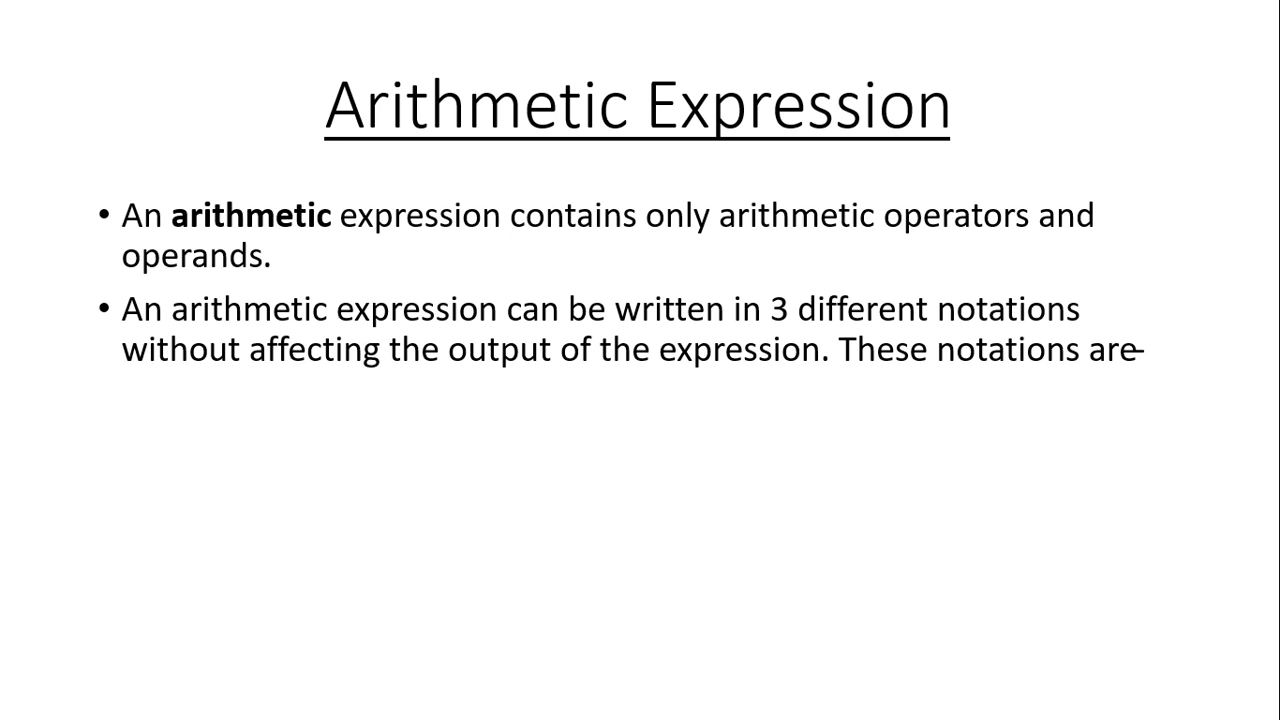 Arithmetic Expression
• An arithmetic expression contains only arithmetic operators and
operands.
• An arithmetic expression can be written in 3 different notations
without affecting the output of the expression. These notations are-